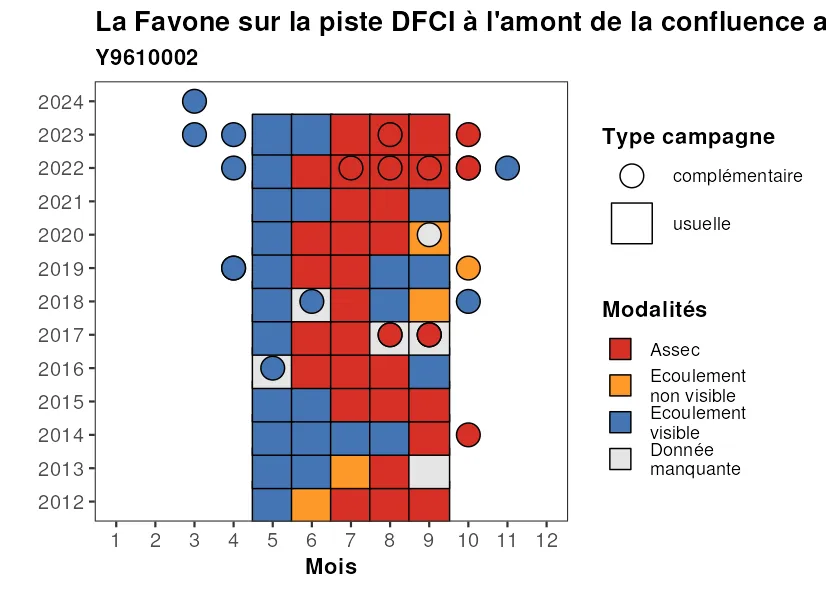 La Favone sur la piste DFCI à l'amont de la confluence a
Y9610002
2024
2023
2022
2021
2020
2019
2018
2017
2016
2015
2014
2013
2012
1 2 3 4 5 6 7 8 9 10 11 12
Mois
Type campagne
complémentaire
usuelle
Modalités
Assec
Ecoulement
non visible
Ecoulement
visible
Donnée
manquante